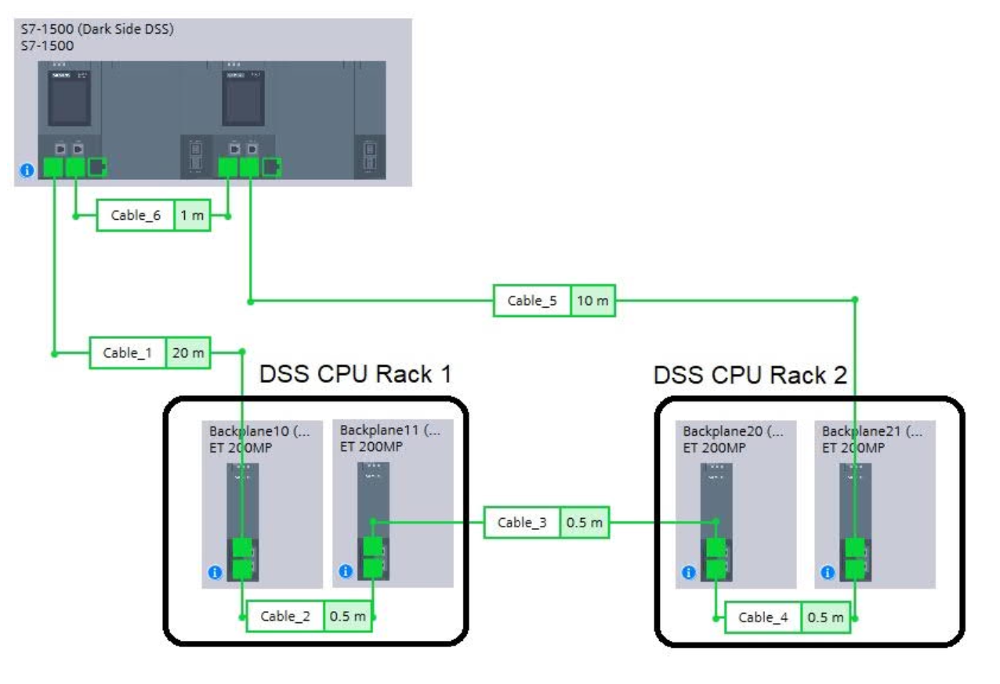 S7-1500 (Dark Side DSS)
S7-1500
Cable_6 1 m
Cable_5 10 m
Cable_1 20 m
DSS CPU Rack 1
DSS CPU Rack 2
Backplane10 (...
ET 200MP
Backplane11 (...
ET 200MP
Backplane20 (...
ET 200MP
Backplane21 (...
ET 200MP
Cable_3 0.5 m
Cable_2 0.5 m
Cable_4 0.5 m